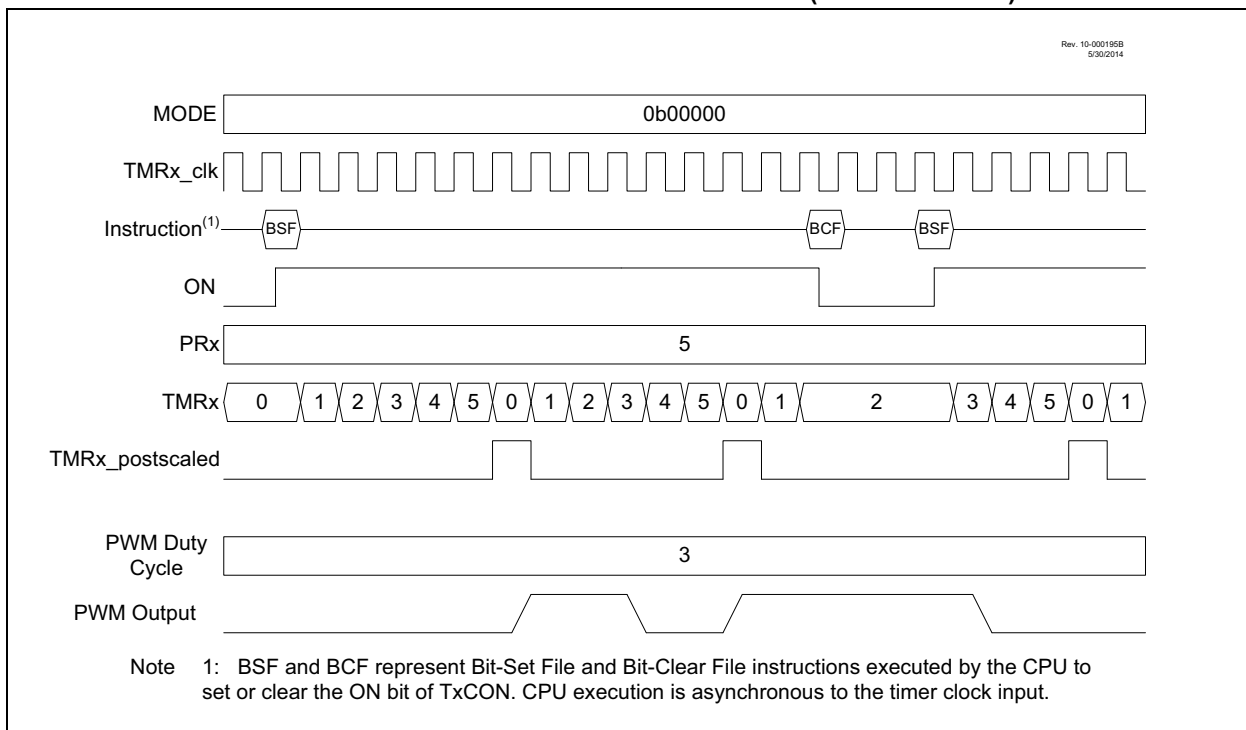 Rev. 10-000195B
5/30/2014
MODE 0b00000
TMRx_clk
Instruction(1) BSF BCF BSF
ON
PRx 5
TMRx 0 1 2 3 4 5 0 1 2 3 4 5 0 1 2 3 4 5 0 1
TMRx_postscaled
PWM Duty
Cycle 3
PWM Output
Note 1: BSF and BCF represent Bit-Set File and Bit-Clear File instructions executed by the CPU to
set or clear the ON bit of TxCON. CPU execution is asynchronous to the timer clock input.